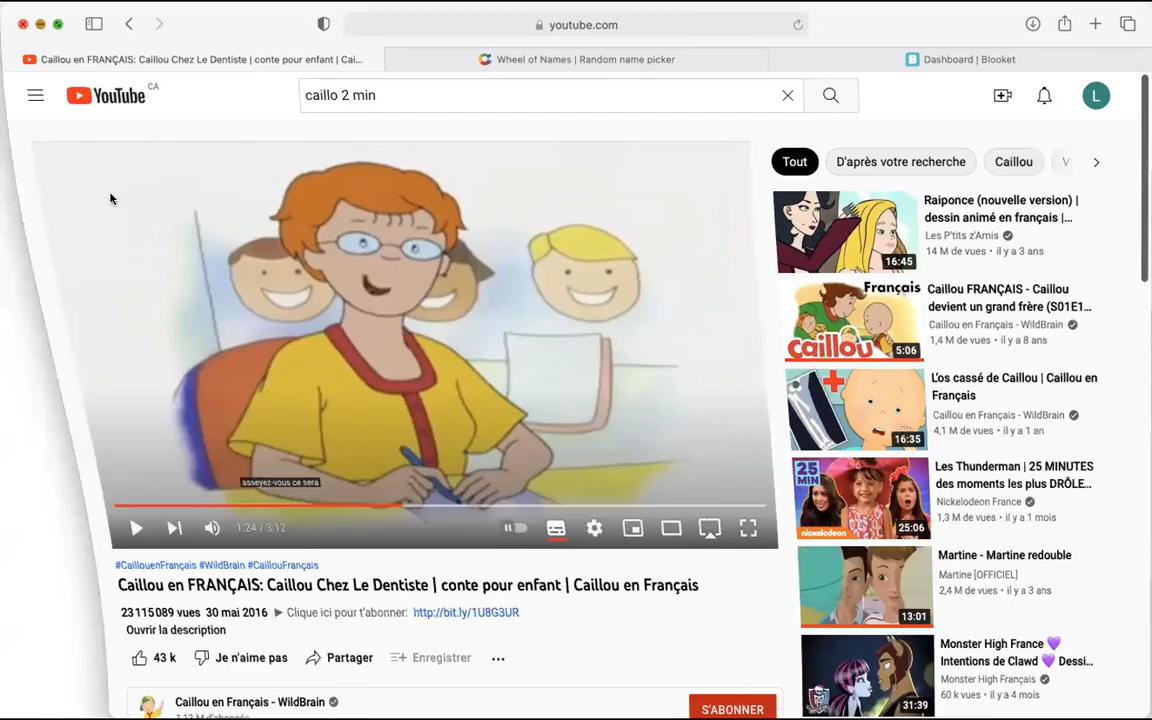 youtube.com
Caillou en FRANÇAIS: Caillou Chez Le Dentiste | conte pour enfant | Cai...
Wheel of Names | Random name picker
Dashboard | Blooket
YouTube CA
caillo 2 min
L
Tout
D'après votre recherche
Caillou
V
Raiponce (nouvelle version) |
dessin animé en français |...
Les P'tits z'Amis
14 M de vues • il y a 3 ans
16:45
Français
caillou
5:06
Caillou FRANÇAIS - Caillou
devient un grand frère (S01E1...
Caillou en Français - WildBrain
1,4 M de vues • il y a 8 ans
L'os cassé de Caillou | Caillou en
Français
Caillou en Français - WildBrain
4,1 M de vues • il y a 1 an
16:35
25
MIN
nickelodeon
25:06
Les Thunderman | 25 MINUTES
des moments les plus DRÔLE...
Nickelodeon France
1,3 M de vues • il y a 1 mois
Martine - Martine redouble
Martine [OFFICIEL]
2,4 M de vues • il y a 3 ans
13:01
Monster High France 💜
Intentions de Clawd 💜 Dessi...
Monster High Français
60 k vues • il y a 4 mois
31:39
asseyez-vous ce sera
1:24 / 3:12
#CaillouenFrançais #WildBrain #CaillouFrançais
Caillou en FRANÇAIS: Caillou Chez Le Dentiste | conte pour enfant | Caillou en Français
23 115 089 vues 30 mai 2016 ▶ Clique ici pour t'abonner: http://bit.ly/1U8G3UR
Ouvrir la description
43 k
Je n'aime pas
Partager
Enregistrer
Caillou en Français - WildBrain
S'ABONNER